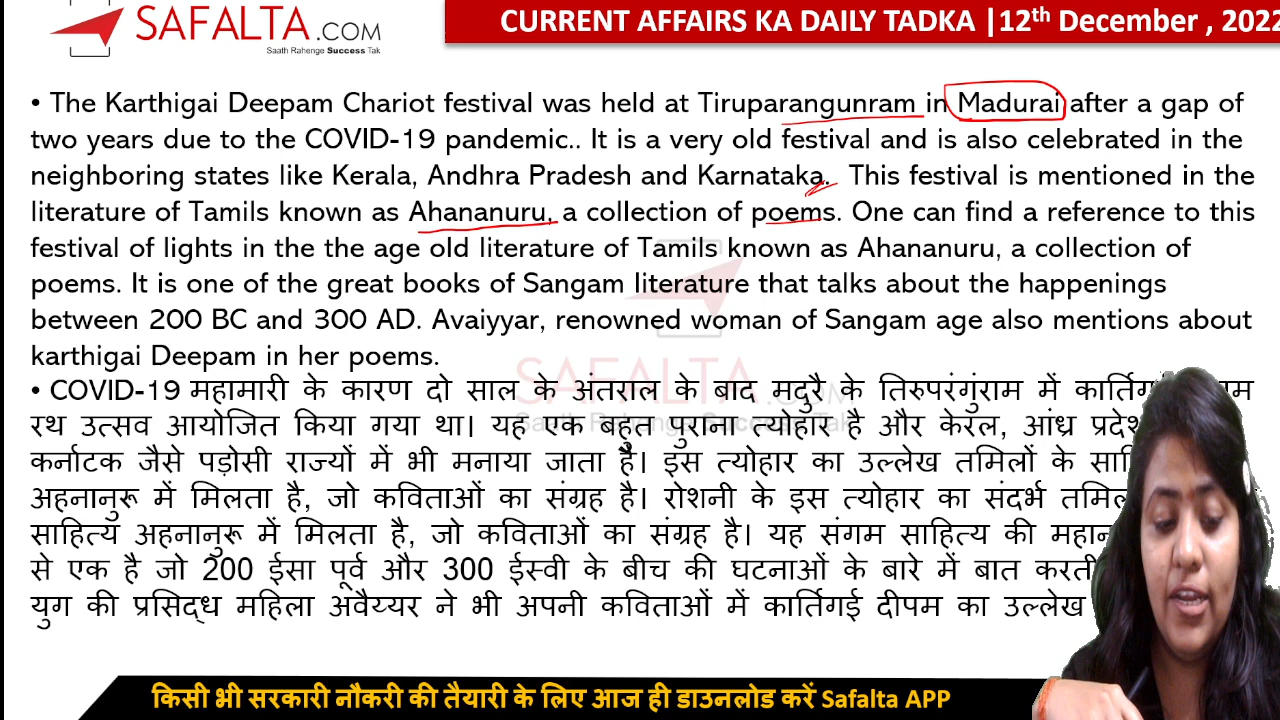 SAFALTA.COM
Saath Rahenge Success Tak
CURRENT AFFAIRS KA DAILY TADKA |12th December , 2022
• The Karthigai Deepam Chariot festival was held at Tiruparangunram in Madurai after a gap of
two years due to the COVID-19 pandemic.. It is a very old festival and is also celebrated in the
neighboring states like Kerala, Andhra Pradesh and Karnataka. This festival is mentioned in the
literature of Tamils known as Ahananuru, a collection of poems. One can find a reference to this
festival of lights in the the age old literature of Tamils known as Ahananuru, a collection of
poems. It is one of the great books of Sangam literature that talks about the happenings
between 200 BC and 300 AD. Avaiyyar, renowned woman of Sangam age also mentions about
karthigai Deepam in her poems.
• COVID-19 महामारी के कारण दो साल के अंतराल के बाद मदुरै के तिरुपरंगुंराम में
रथ उत्सव आयोजित किया गया था। यह एक बहुत पुराना त्योहार है और केरल, आंध्र
कर्नाटक जैसे पड़ोसी राज्यों में भी मनाया जाता है। इस त्योहार का उल्लेख तमिलों के
अहनानुरू में मिलता है, जो कविताओं का संग्रह है। रोशनी के इस त्योहार का संदर्भ
साहित्य अहनानुरू में मिलता है, जो कविताओं का संग्रह है। यह संगम साहित्य की
से एक है जो 200 ईसा पूर्व और 300 ईस्वी के बीच की घटनाओं के बारे में बात करती
युग की प्रसिद्ध महिला अवैय्यर ने भी अपनी कविताओं में कार्तिगई दीपम का उल्लेख
SAFALTA.COM
Saath Rahenge Success Tak
किसी भी सरकारी नौकरी की तैयारी के लिए आज ही डाउनलोड करें Safalta APP